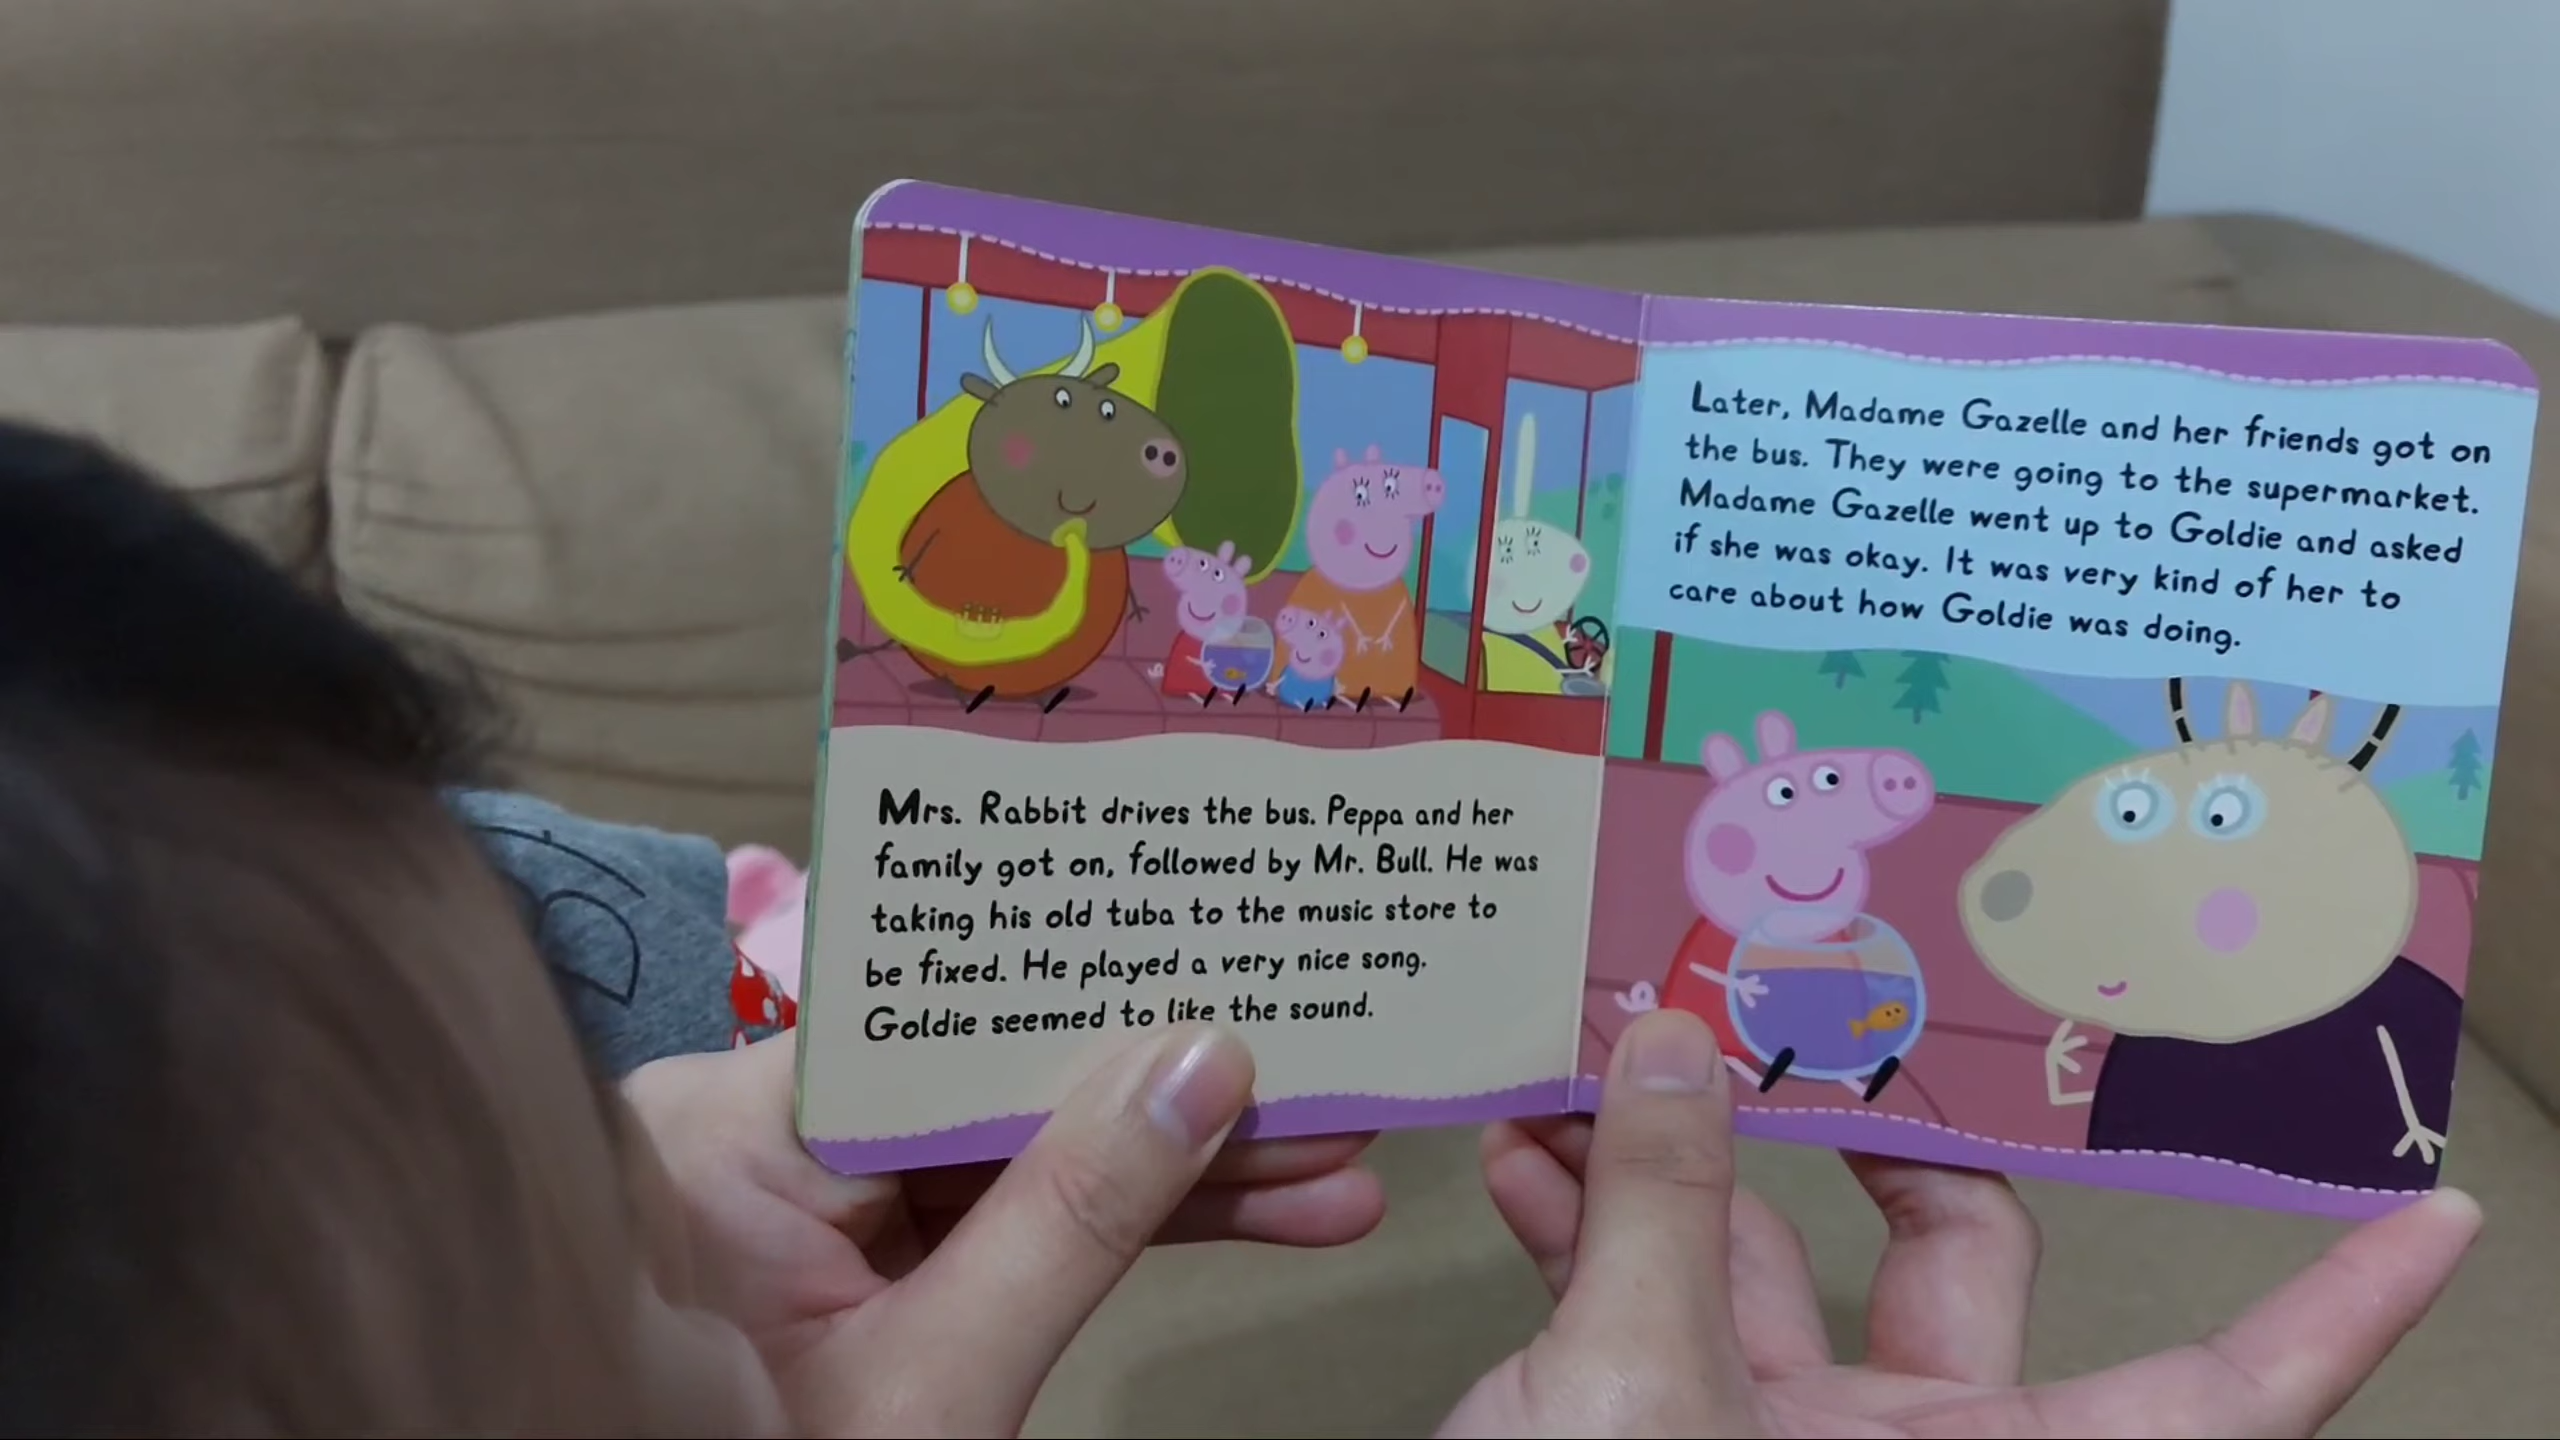 Mrs. Rabbit drives the bus. Peppa and her
family got on, followed by Mr. Bull. He was
taking his old tuba to the music store to
be fixed. He played a very nice song.
Goldie seemed to like the sound.
Later, Madame Gazelle and her friends got on
the bus. They were going to the supermarket.
Madame Gazelle went up to Goldie and asked
if she was okay. It was very kind of her to
care about how Goldie was doing.